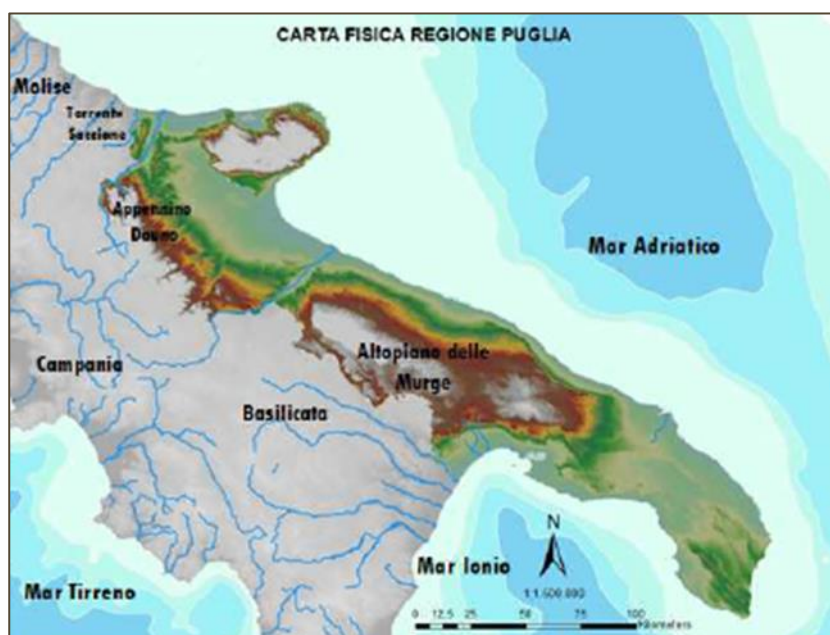 CARTA FISICA REGIONE PUGLIA
Molise
Torrente
Saccione
Appennino
Dauno
Mar Adriatico
Campania
Altopiano delle
Murge
Basilicata
N
Mar Ionio
Mar Tirreno
0 12,5 25 50 75 100
Kilometers